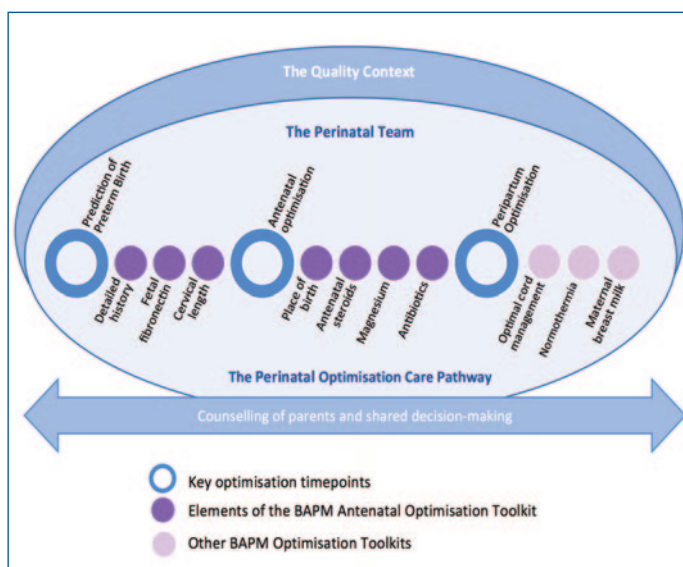 The Quality Context
The Perinatal Team
Prediction of
Preterm Birth
Detailed
history
Fetal
fibronectin
Cervical
length
Antenatal
optimisation
Place of
birth
Antenatal
steroids
Magnesium
Antibiotics
Peripartum
Optimisation
Optimal cord
management
Normothermia
Maternal
breast milk
The Perinatal Optimisation Care Pathway
Counselling of parents and shared decision-making
Key optimisation timepoints
Elements of the BAPM Antenatal Optimisation Toolkit
Other BAPM Optimisation Toolkits